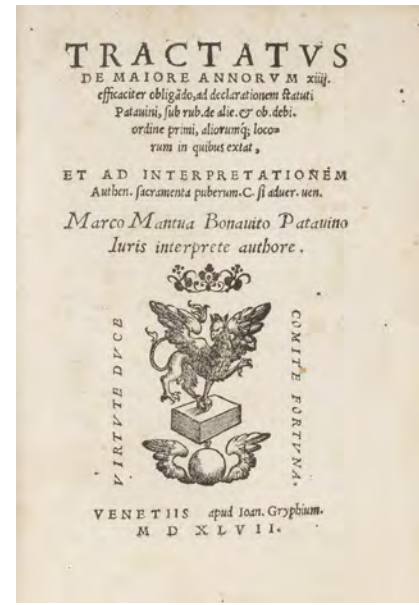 TRACTATVS
DE MAIORE ANNORVM xiiij.
efficaciter obligãdo, ad declarationem statuti
Patauini, sub rub. de alie. & ob. debi.
ordine primi, aliorumq; loco-
rum in quibus extat,
ET AD INTERPRETATIONEM
Authen. sacramenta puberum. C. si aduer. uen.
Marco Mantua Bonauito Patauino
Iuris interprete authore.
VIRTVTE DVCE
COMITE FORTVNA.
VENETIIS apud Ioan. Gryphium.
M D XLVII.